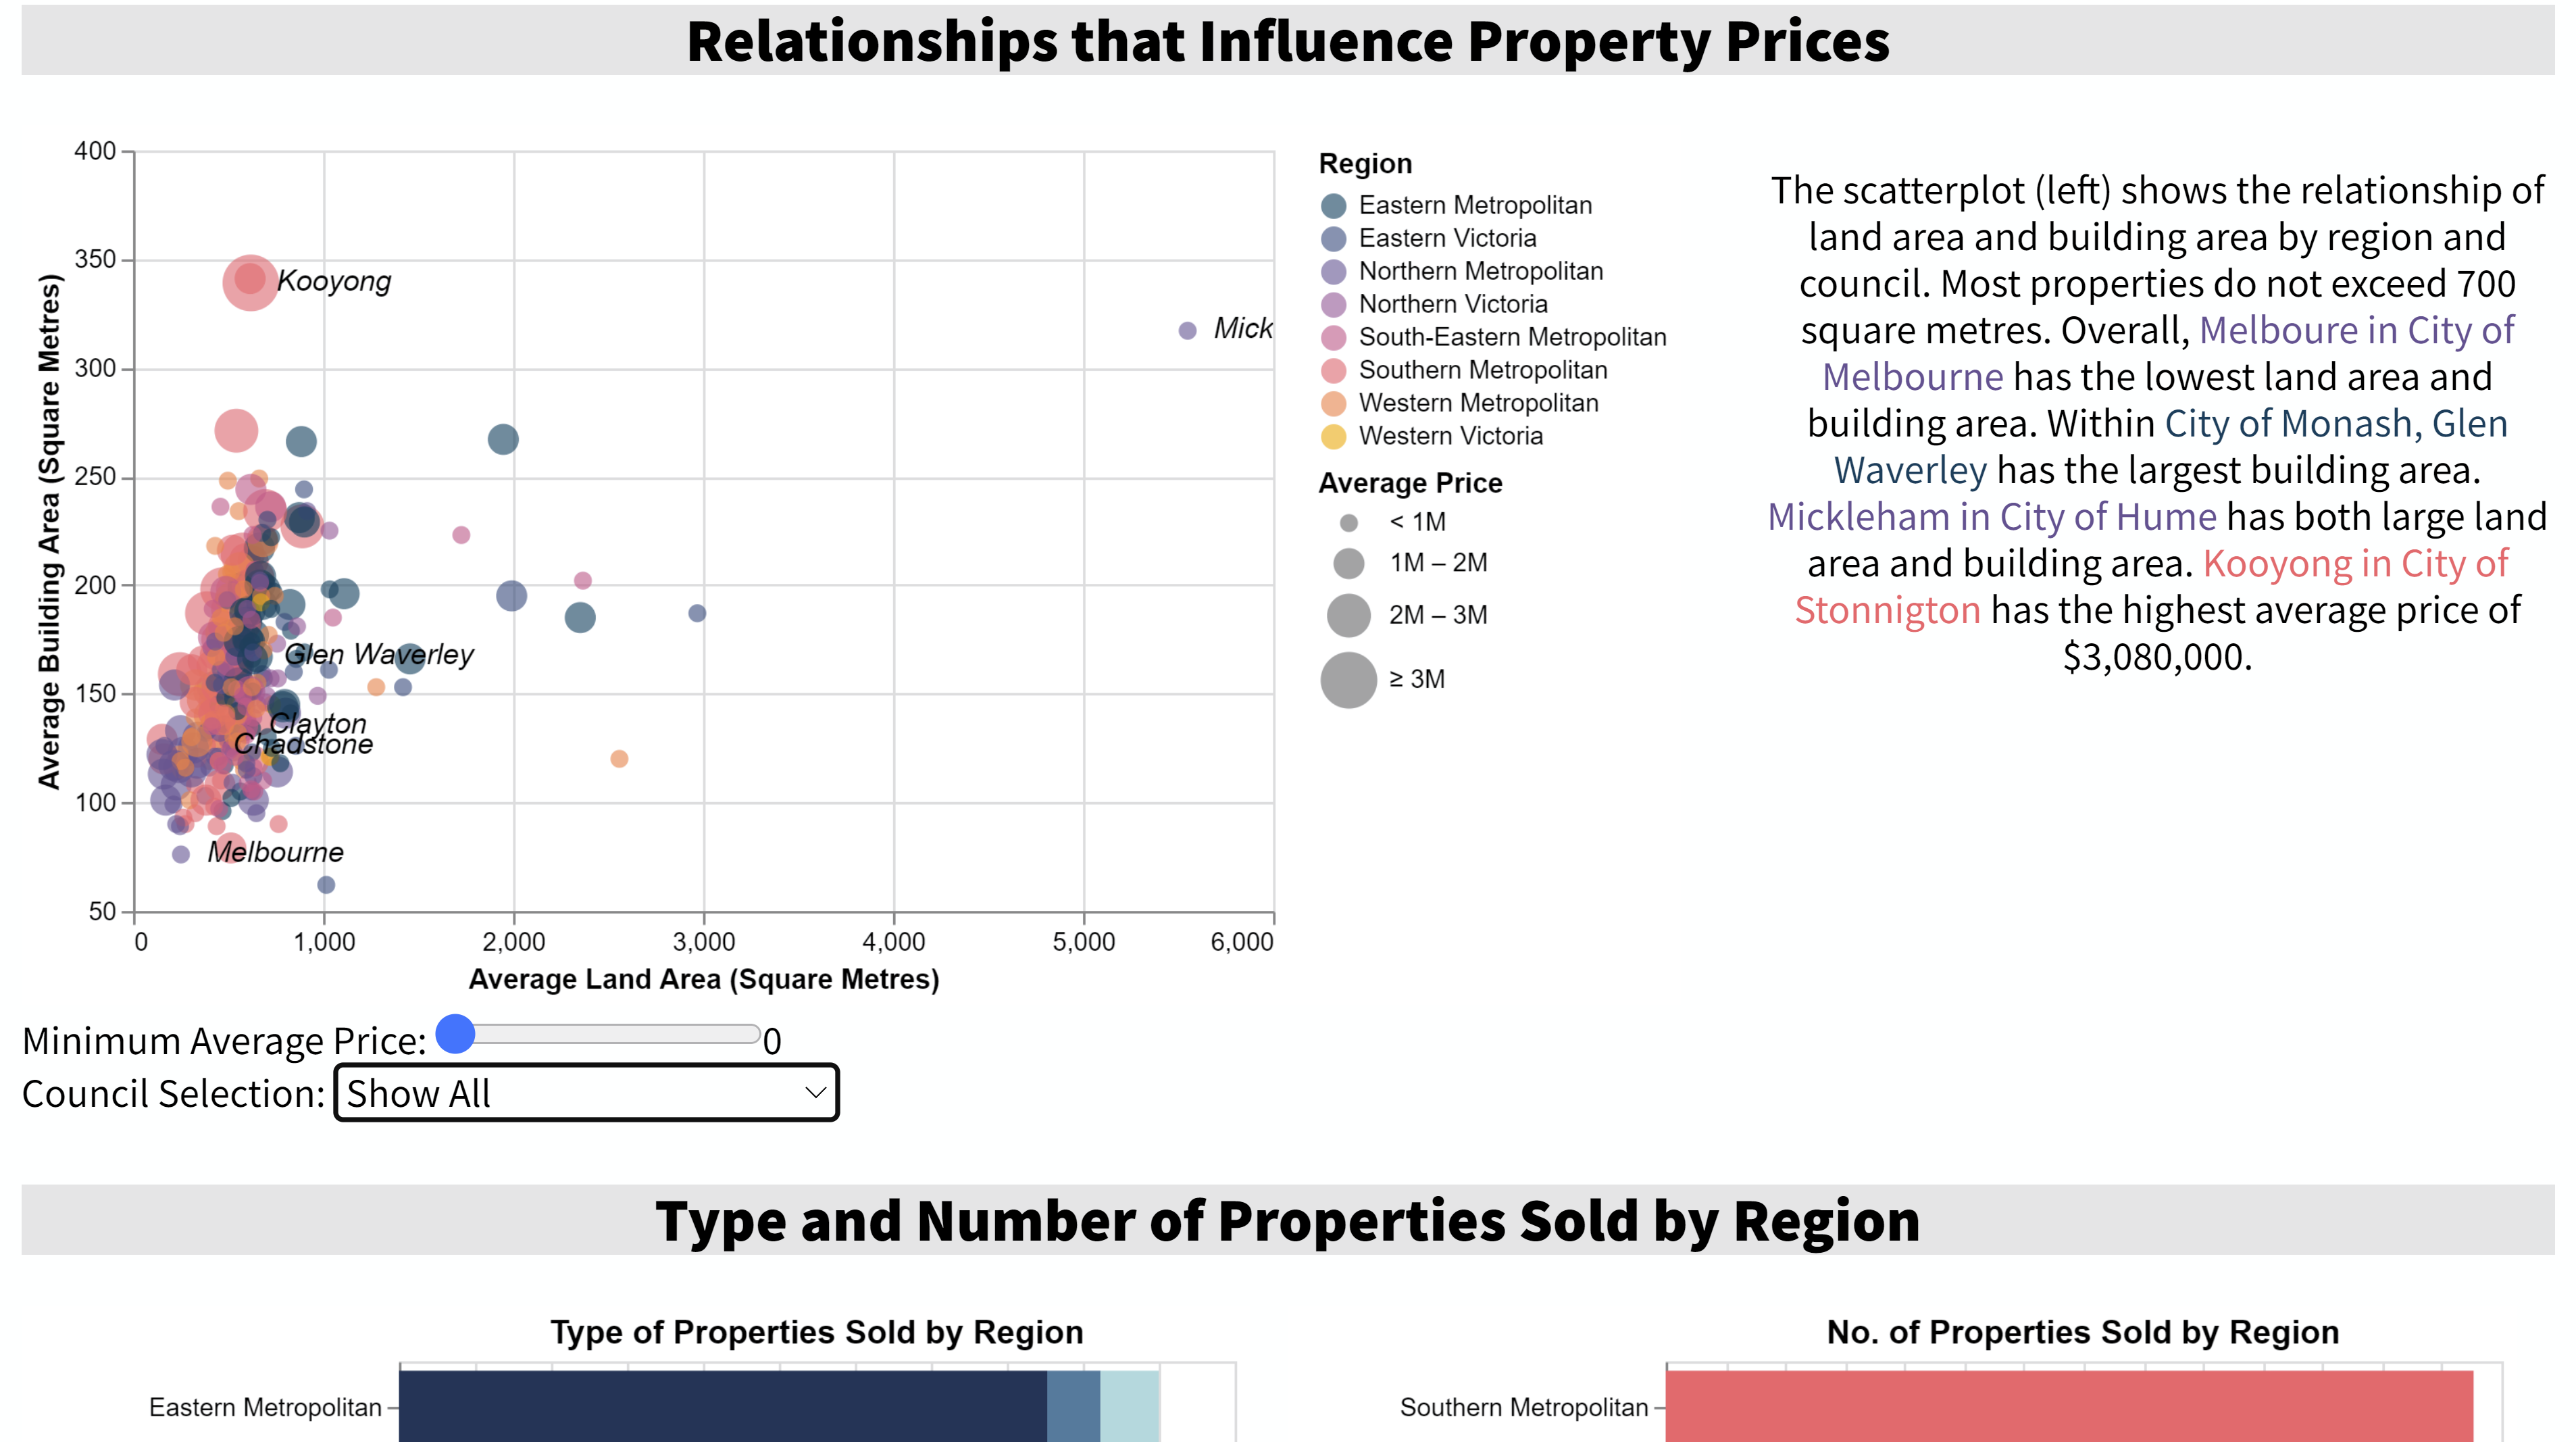 Relationships that Influence Property Prices
400
350
300
250
200
150
100
50
Average Building Area (Square Metres)
Kooyong
Mick
Glen Waverley
Clayton
Chadstone
Melbourne
0
1,000
2,000
3,000
4,000
5,000
6,000
Average Land Area (Square Metres)
Region
Eastern Metropolitan
Eastern Victoria
Northern Metropolitan
Northern Victoria
South-Eastern Metropolitan
Southern Metropolitan
Western Metropolitan
Western Victoria
Average Price
< 1M
1M – 2M
2M – 3M
≥ 3M
The scatterplot (left) shows the relationship of
land area and building area by region and
council. Most properties do not exceed 700
square metres. Overall, Melboure in City of
Melbourne has the lowest land area and
building area. Within City of Monash, Glen
Waverley has the largest building area.
Mickleham in City of Hume has both large land
area and building area. Kooyong in City of
Stonnigton has the highest average price of
$3,080,000.
Minimum Average Price: 0
Council Selection: Show All
Type and Number of Properties Sold by Region
Type of Properties Sold by Region
Eastern Metropolitan
No. of Properties Sold by Region
Southern Metropolitan